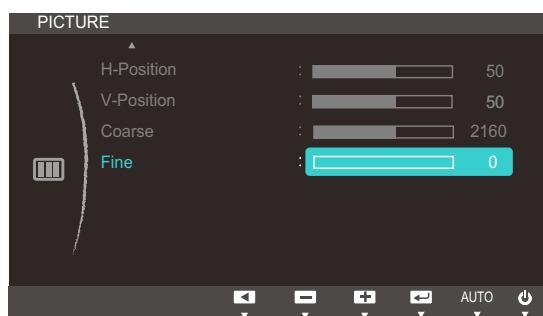 PICTURE
H-Position : 50
V-Position : 50
Coarse : 2160
Fine : 0
AUTO